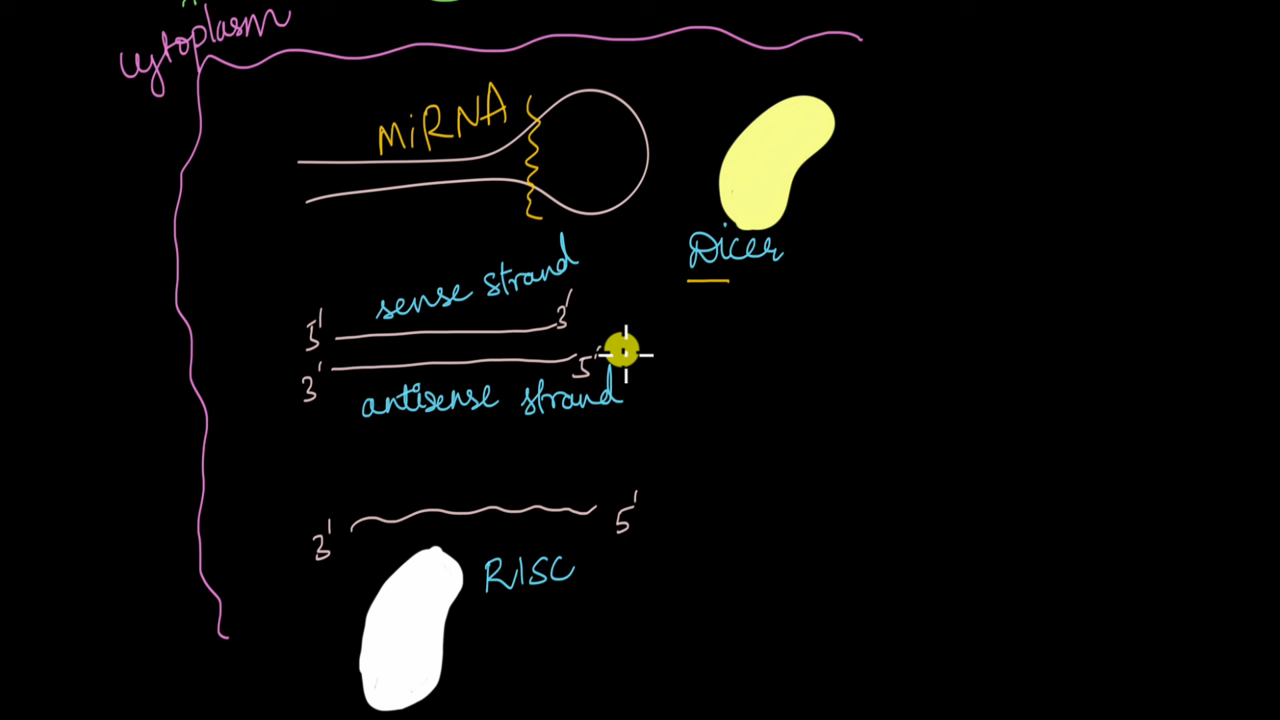 cytoplasm
MiRNA
Dicer
sense strand
5' 3'
3' 5'
antisense strand
3' 5'
RISC